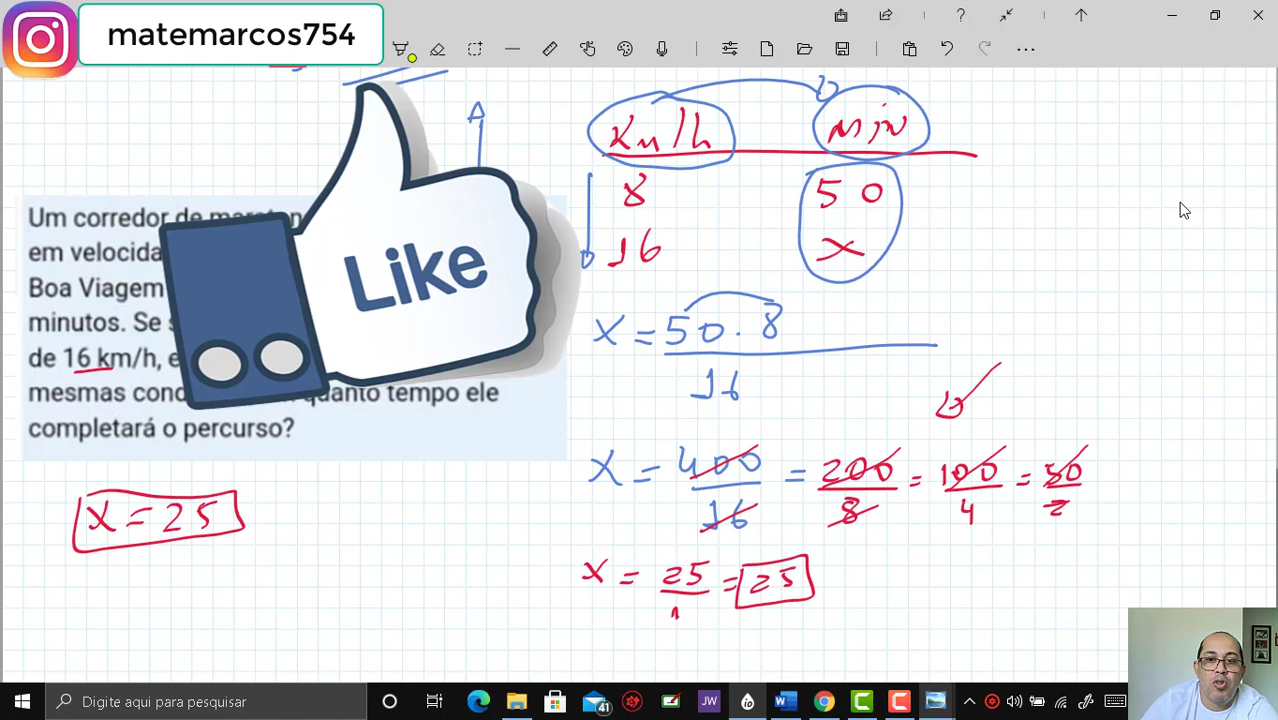 matemarcos754
Km/h Min
8 50
16 x
Um corredor de
em velocida
Boa Viagem
minutos. Se
de 16 km/h, e
mesmas cond quanto tempo ele
completará o percurso?
Like
x = 50 . 8
16
x = 400 = 200 = 100 = 50
16 8 4 2
x = 25 = 25
1
x = 25
Digite aqui para pesquisar
41
JW